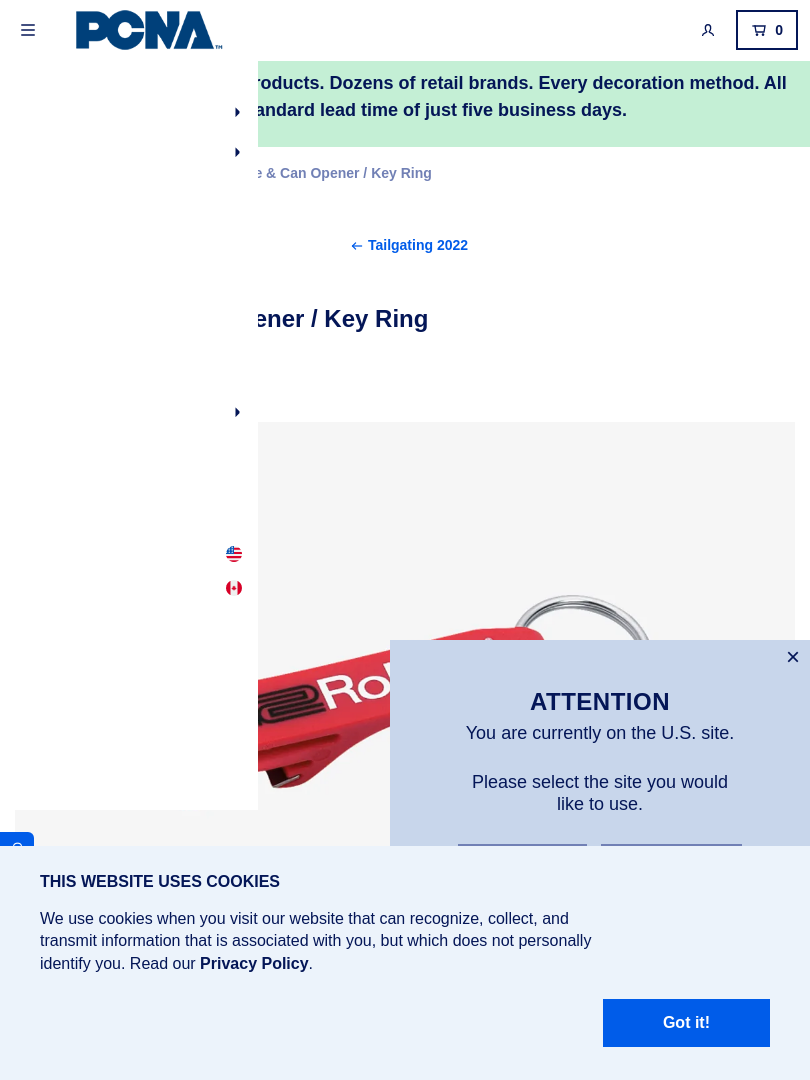 PCNA™
0
roducts. Dozens of retail brands. Every decoration method. All
andard lead time of just five business days.
e & Can Opener / Key Ring
← Tailgating 2022
ener / Key Ring
ATTENTION
You are currently on the U.S. site.
Please select the site you would
like to use.
THIS WEBSITE USES COOKIES
We use cookies when you visit our website that can recognize, collect, and
transmit information that is associated with you, but which does not personally
identify you. Read our Privacy Policy.
Got it!